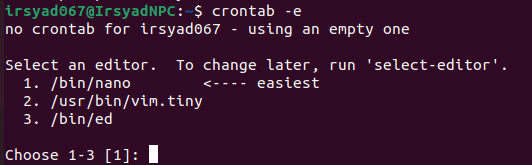 irsyad067@IrsyadNPC:~$ crontab -e
no crontab for irsyad067 - using an empty one

Select an editor.  To change later, run 'select-editor'.
  1. /bin/nano        <---- easiest
  2. /usr/bin/vim.tiny
  3. /bin/ed

Choose 1-3 [1]: